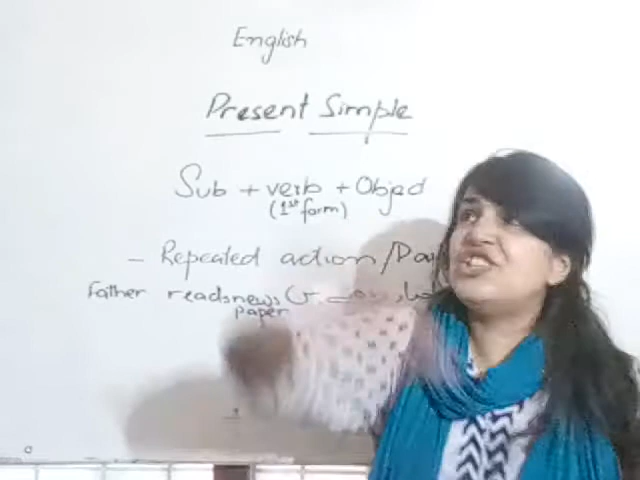 English
Present Simple
Sub + verb + Object
(1st form)
- Repeated action/
Father reads news
paper